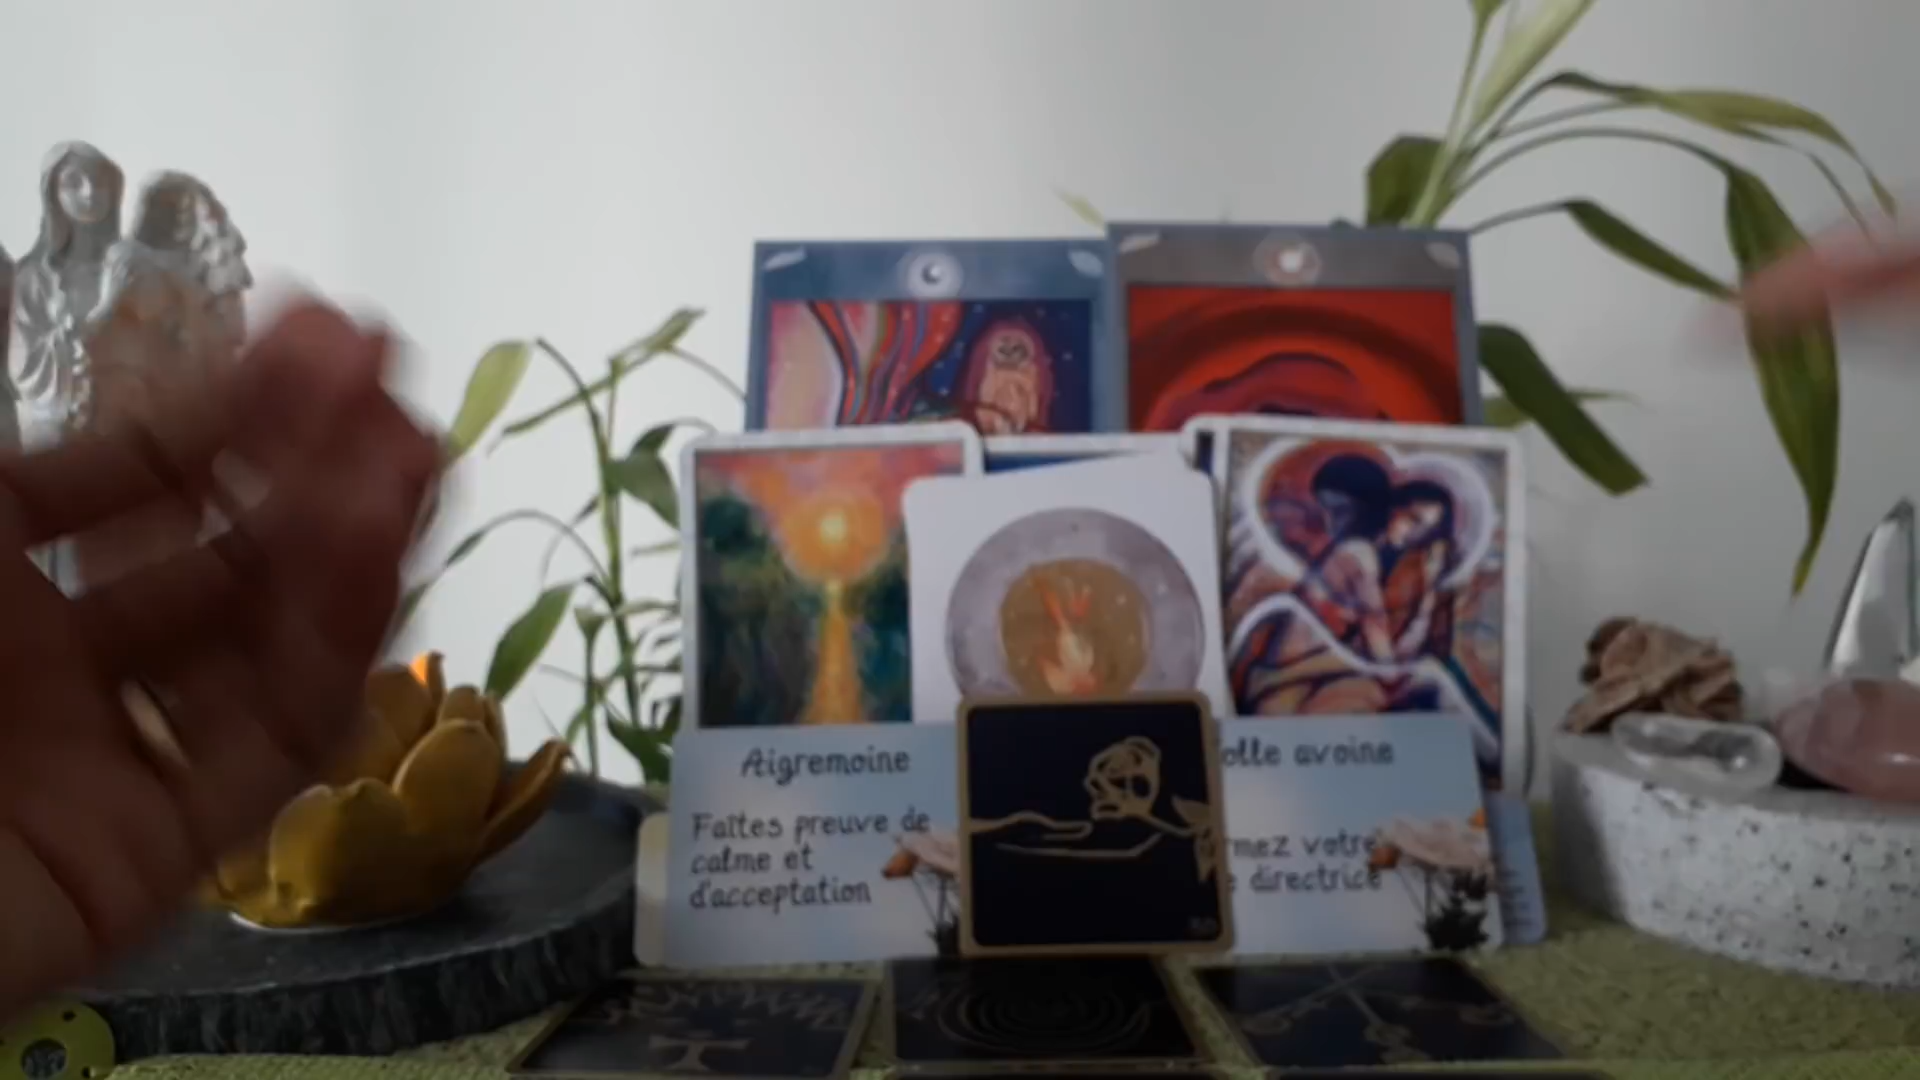 Aigremoine
Faites preuve de
calme et
d'acceptation
olle avoine
rmez votre
directrice